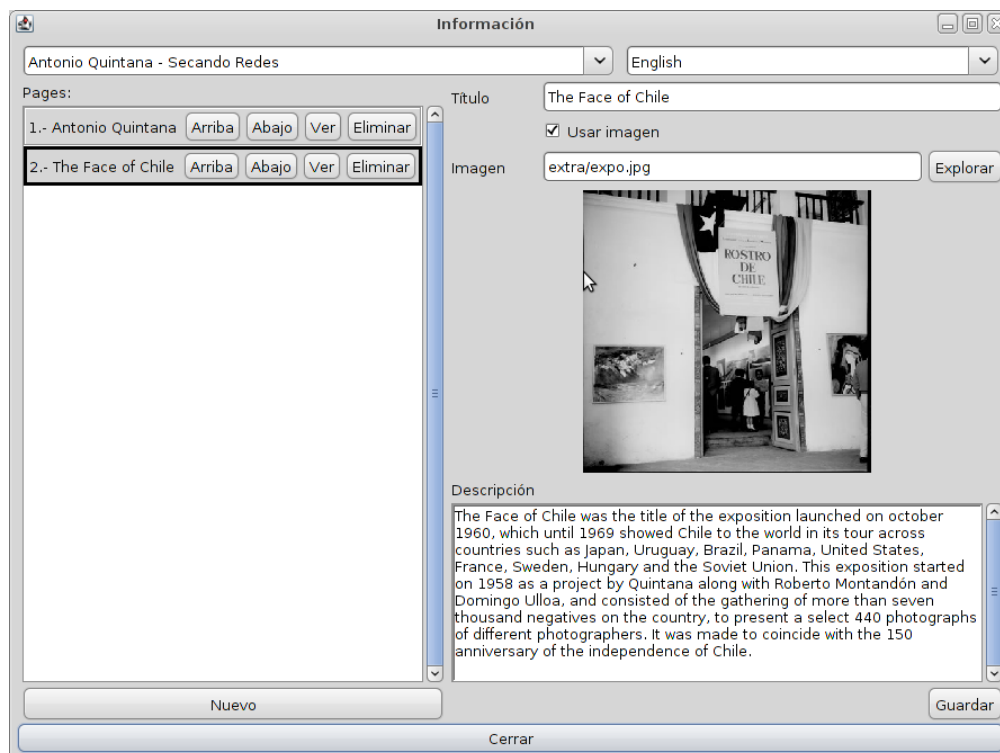 Información
Antonio Quintana - Secando Redes
English
Pages:
1.- Antonio Quintana Arriba Abajo Ver Eliminar
2.- The Face of Chile Arriba Abajo Ver Eliminar
Nuevo
Título The Face of Chile
Usar imagen
Imagen extra/expo.jpg Explorar
ROSTRO
DE
CHILE
Descripción
The Face of Chile was the title of the exposition launched on october
1960, which until 1969 showed Chile to the world in its tour across
countries such as Japan, Uruguay, Brazil, Panama, United States,
France, Sweden, Hungary and the Soviet Union. This exposition started
on 1958 as a project by Quintana along with Roberto Montandón and
Domingo Ulloa, and consisted of the gathering of more than seven
thousand negatives on the country, to present a select 440 photographs
of different photographers. It was made to coincide with the 150
anniversary of the independence of Chile.
Guardar
Cerrar